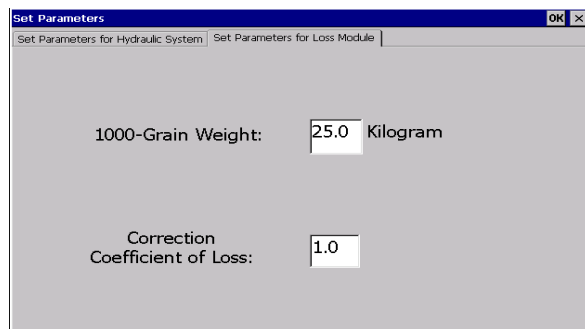 Set Parameters OK ×
Set Parameters for Hydraulic System Set Parameters for Loss Module
1000-Grain Weight: 25.0 Kilogram
Correction
Coefficient of Loss: 1.0